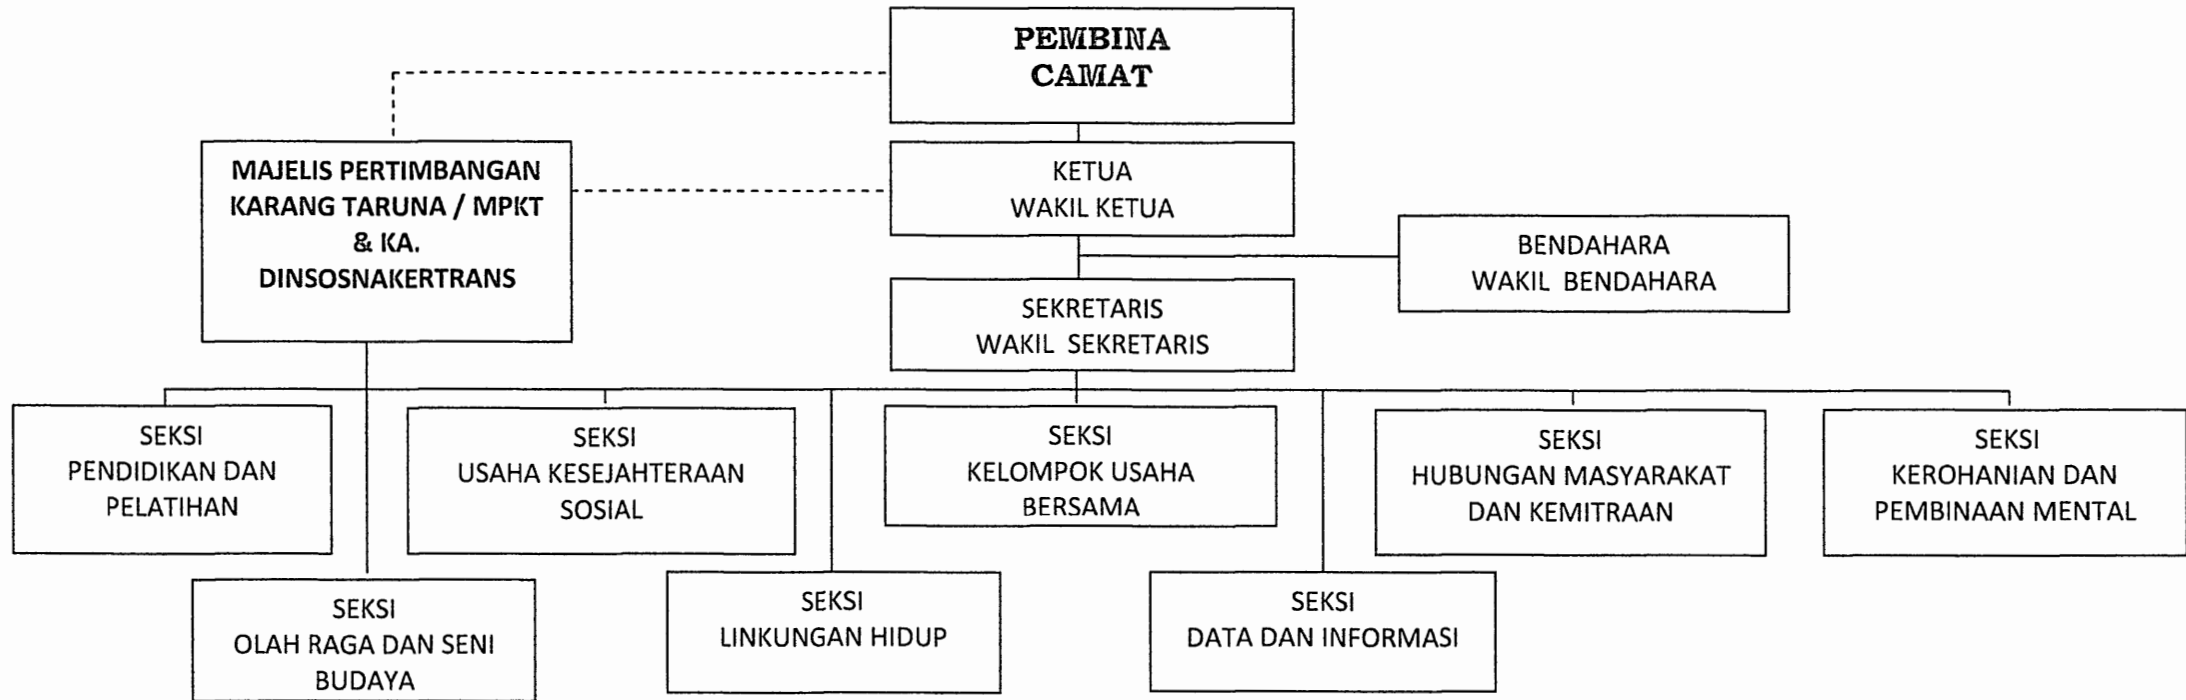 PEMBINA
CAMAT
MAJELIS PERTIMBANGAN
KARANG TARUNA / MPKT
& KA.
DINSOSNAKERTRANS
KETUA
WAKIL KETUA
BENDAHARA
WAKIL BENDAHARA
SEKRETARIS
WAKIL SEKRETARIS
SEKSI
PENDIDIKAN DAN
PELATIHAN
SEKSI
USAHA KESEJAHTERAAN
SOSIAL
SEKSI
KELOMPOK USAHA
BERSAMA
SEKSI
HUBUNGAN MASYARAKAT
DAN KEMITRAAN
SEKSI
KEROHANIAN DAN
PEMBINAAN MENTAL
SEKSI
OLAH RAGA DAN SENI
BUDAYA
SEKSI
LINKUNGAN HIDUP
SEKSI
DATA DAN INFORMASI